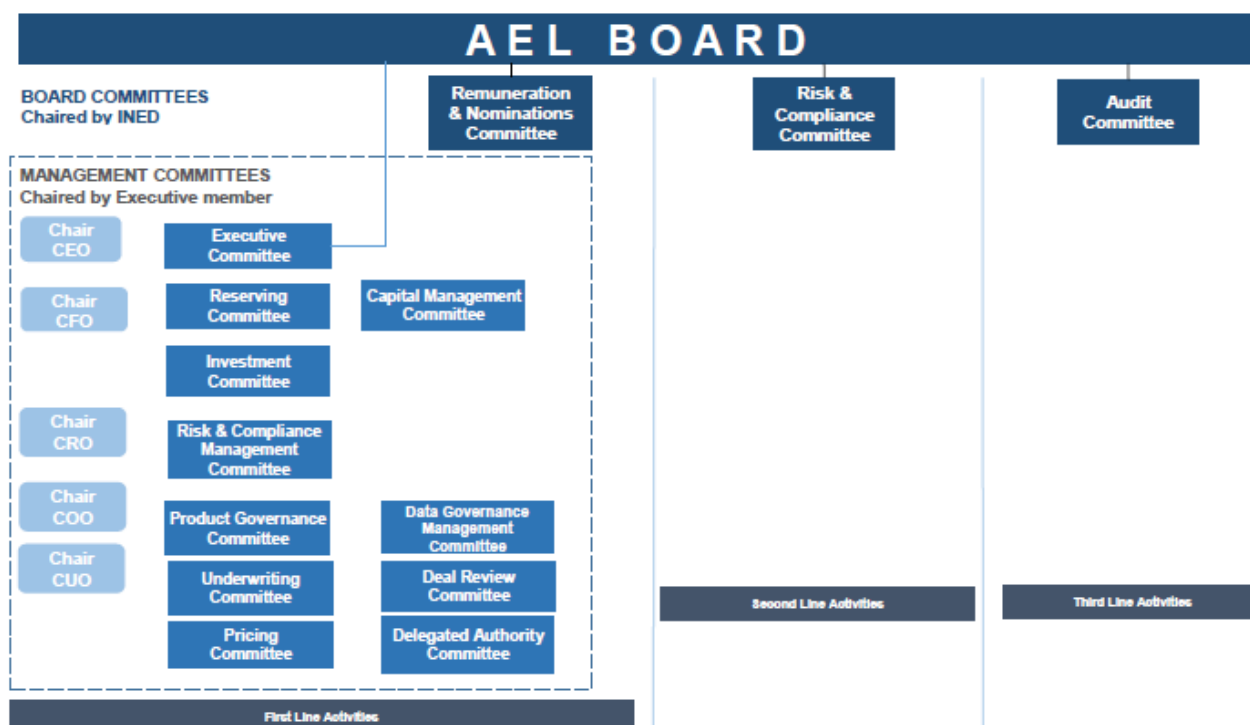 AEL BOARD
BOARD COMMITTEES
Chaired by INED
Remuneration
& Nominations
Committee
Risk &
Compliance
Committee
Audit
Committee
MANAGEMENT COMMITTEES
Chaired by Executive member
Chair
CEO
Executive
Committee
Chair
CFO
Reserving
Committee
Capital Management
Committee
Investment
Committee
Chair
CRO
Risk & Compliance
Management
Committee
Chair
COO
Product Governance
Committee
Data Governance
Management
Committee
Chair
CUO
Underwriting
Committee
Deal Review
Committee
Pricing
Committee
Delegated Authority
Committee
Second Line Activities
Third Line Activities
First Line Activities